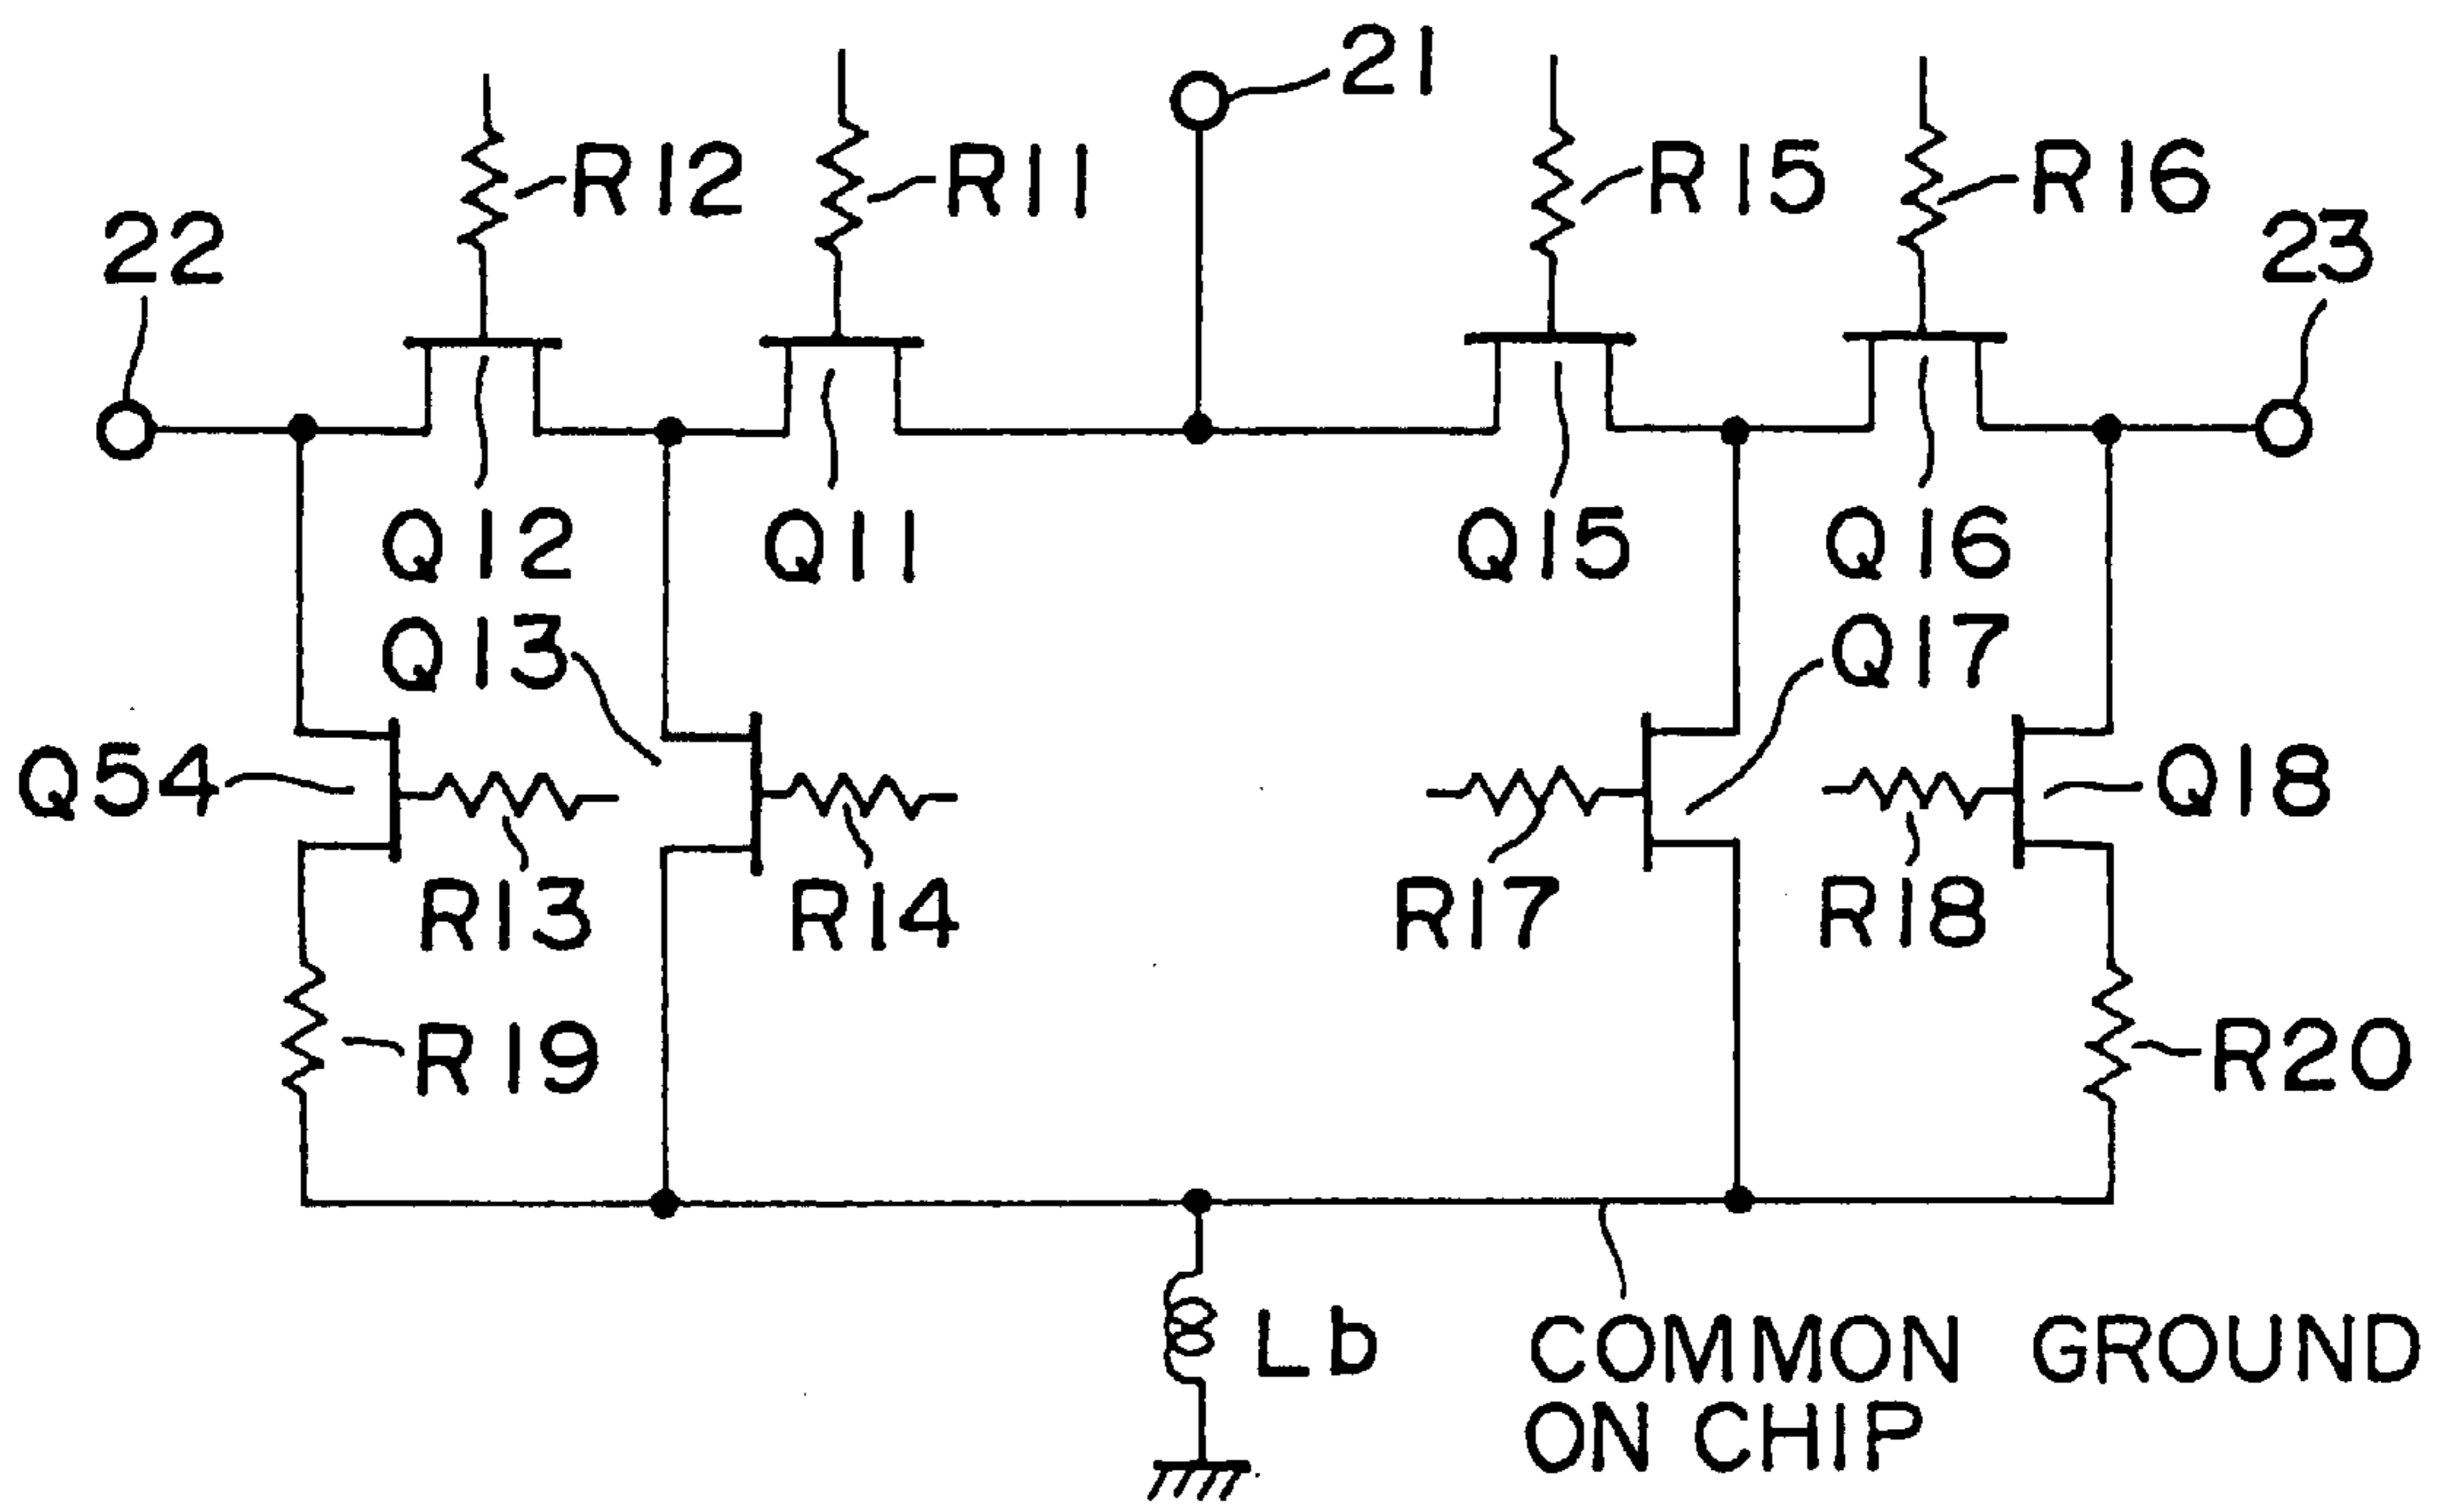 21
R12
R11
R15
R16
22
23
Q12
Q11
Q15
Q16
Q13
Q17
Q54
Q18
R13
R14
R17
R18
R19
R20
Lb
COMMON GROUND
ON CHIP